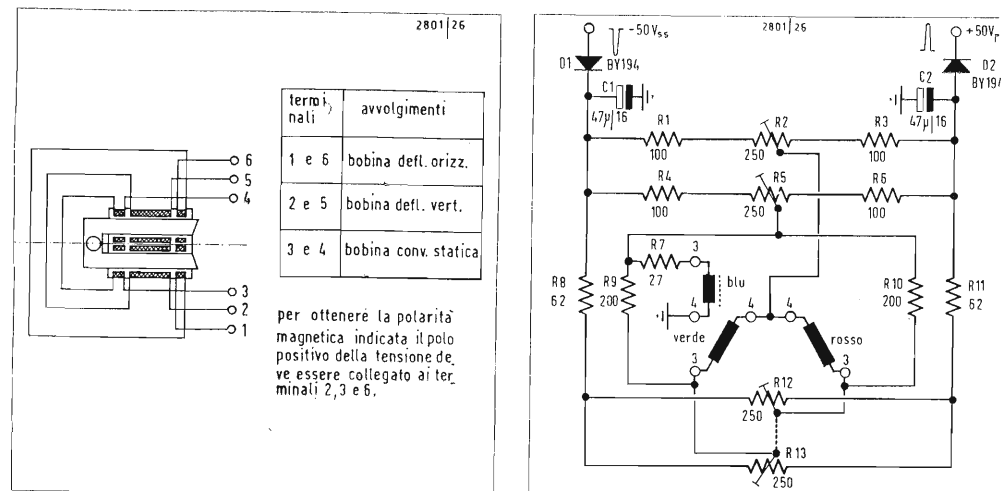 2801/26
termi_ nali
avvolgimenti
1 e 6
bobina defl. orizz.
2 e 5
bobina defl. vert.
3 e 4
bobina conv. statica
6
5
4
3
2
1
per ottenere la polarità
magnetica indicata il polo
positivo della tensione de_
ve essere collegato ai ter_
minali 2,3 e 6.
2801/26
-50Vss
+50V
D1
BY194
D2
BY194
C1
47µ/16
C2
47µ/16
R1
100
R2
250
R3
100
R4
100
R5
250
R6
100
R7
27
3
R8
62
R9
200
4
blu
R10
200
R11
62
verde
4
4
rosso
3
3
R12
250
R13
250